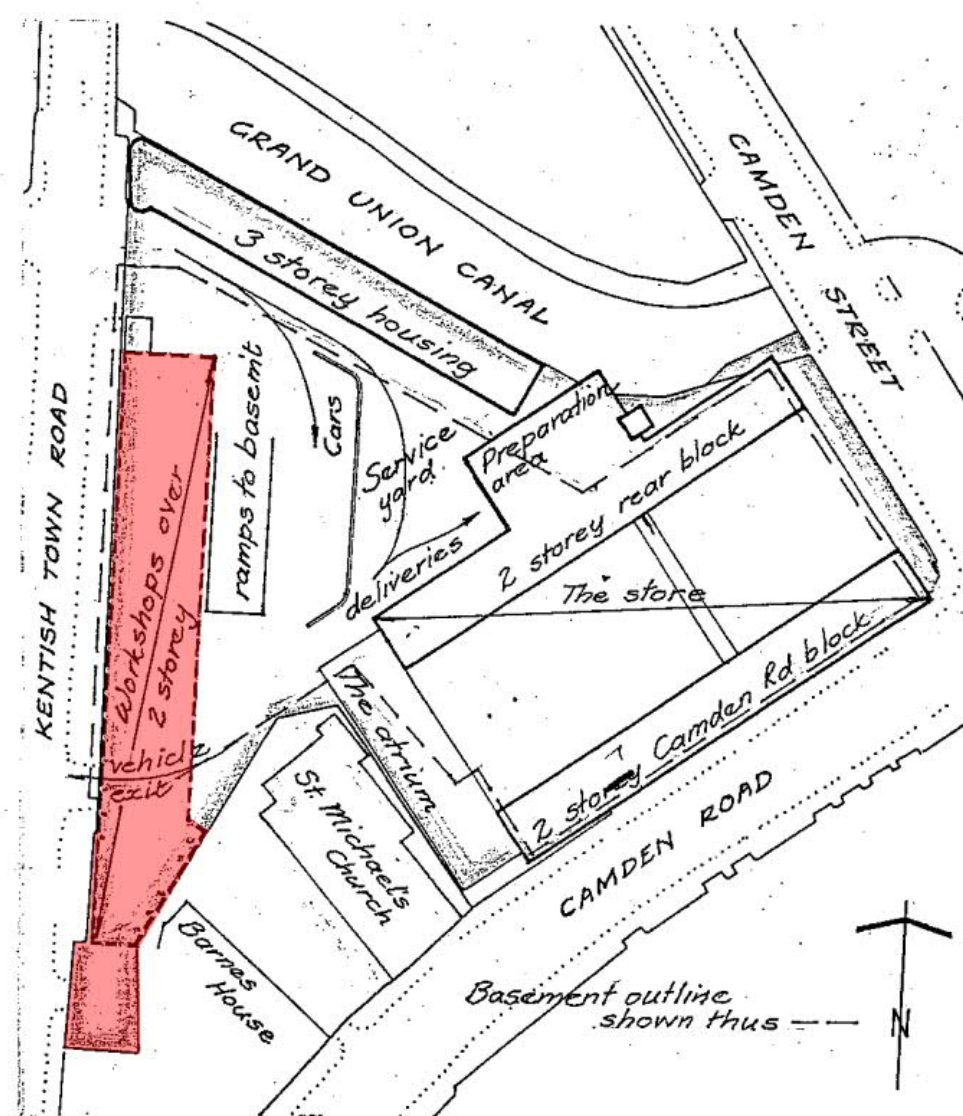 GRAND UNION CANAL
CAMDEN
STREET
3 storey housing
KENTISH TOWN ROAD
Workshops over
2 storey
ramps to basem't
Cars
Service
yard
Preparation
area
deliveries
2 storey rear block
The store
2 storey Camden Rd block
The atrium
vehicl
exit
St. Michael's
Church
CAMDEN ROAD
Barnes
House
Basement outline
shown thus
N